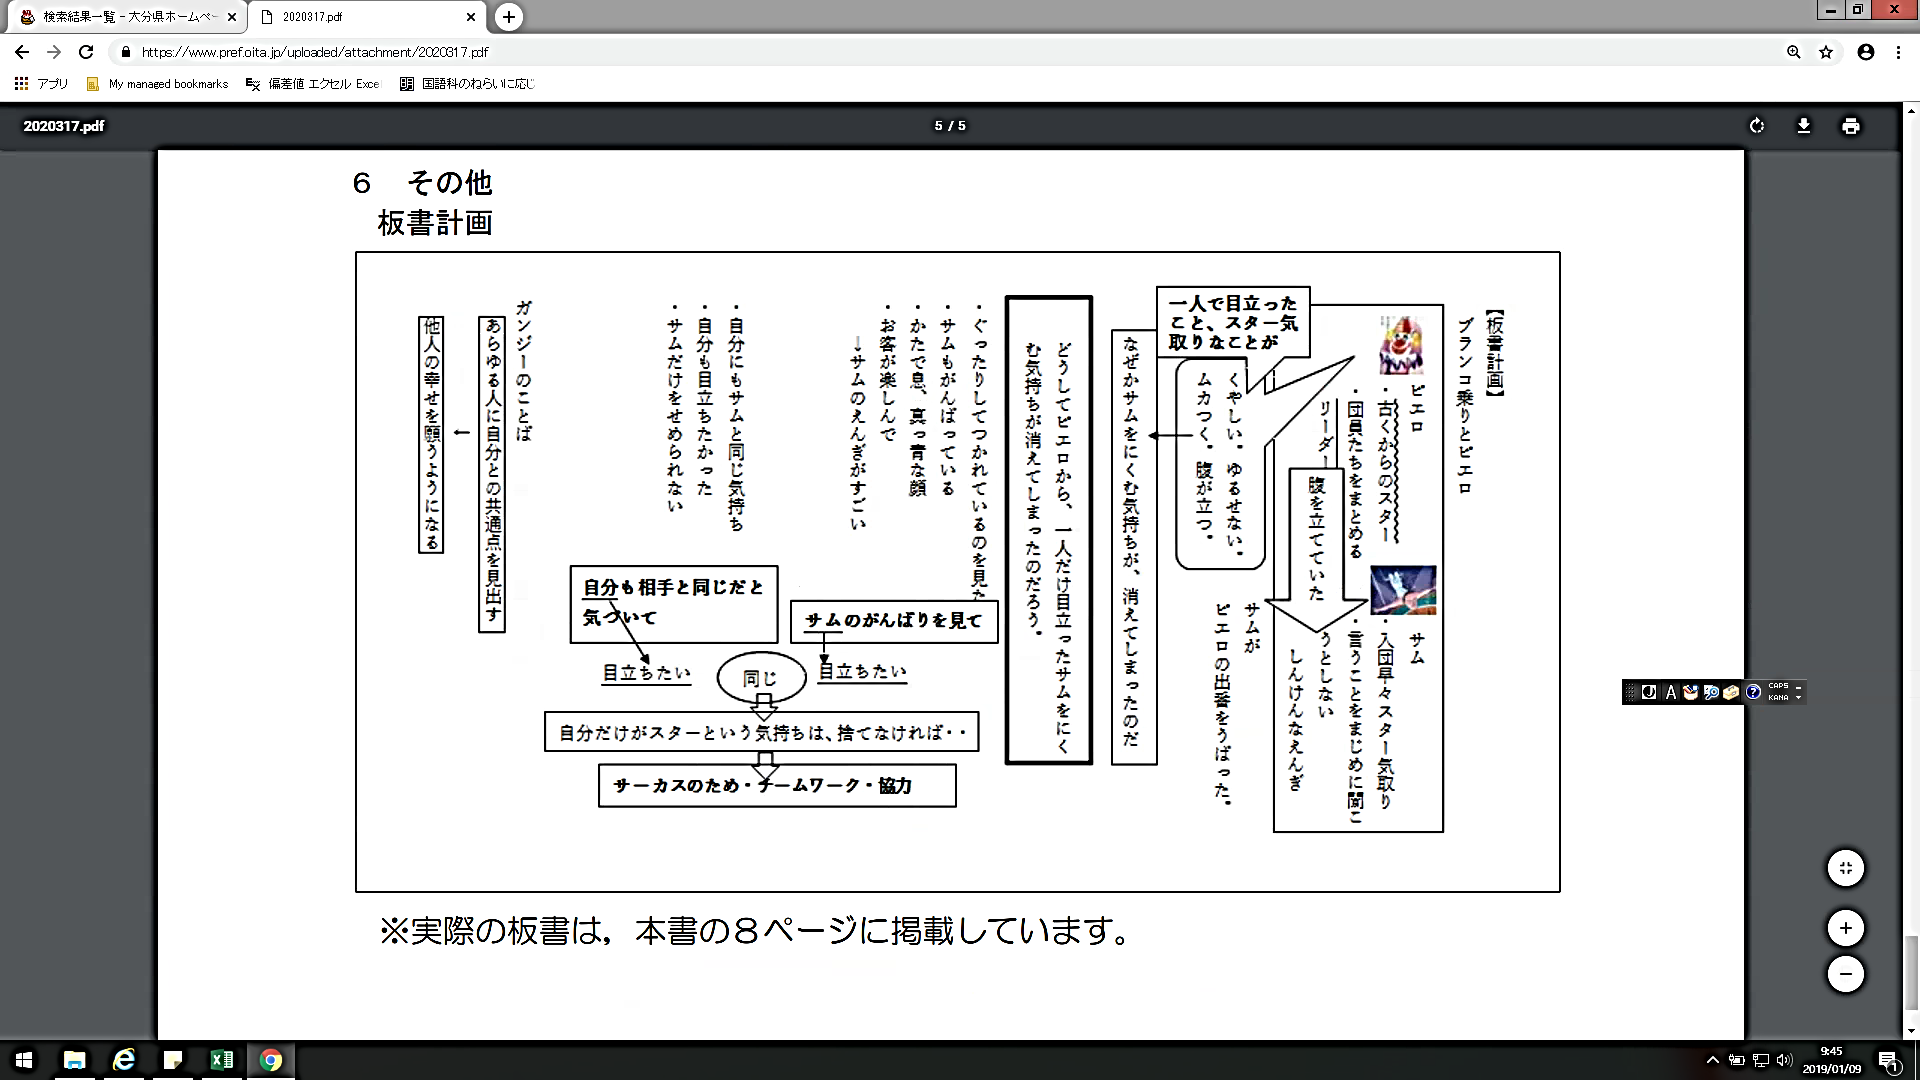 検索結果一覧 - 大分県ホームペー
2020317.pdf
https://www.pref.oita.jp/uploaded/attachment/2020317.pdf
アプリ
My managed bookmarks
偏差値 エクセル Exce
国語科のねらいに応じ
2020317.pdf
5 / 5
６　その他
板書計画
【板書計画】
ブランコ乗りとピエロ
ピエロ
・古くからのスター
・団員たちをまとめる
リーダー
サム
・入団早々スター気取り
・言うことをまじめに聞こ
うとしない
しんけんなえんぎ
腹を立てていた
一人で目立った
こと、スター気
取りなことが
くやしい。ゆるせない。
ムカつく。腹が立つ。
サムが
ピエロの出番をうばった。
なぜかサムをにくむ気持ちが、消えてしまったのだ
どうしてピエロから、一人だけ目立ったサムをにく
む気持ちが消えてしまったのだろう。
・ぐったりしてつかれているのを見た
・サムもがんばっている
・かたで息、真っ青な顔
・お客が楽しんで
→サムのえんぎがすごい
・自分にもサムと同じ気持ち
・自分も目立ちたかった
・サムだけをせめられない
サムのがんばりを見て
目立ちたい
自分も相手と同じだと
気づいて
目立ちたい
同じ
自分だけがスターという気持ちは、捨てなければ・・
サーカスのため・チームワーク・協力
ガンジーのことば
あらゆる人に自分との共通点を見出す
他人の幸せを願うようになる
※実際の板書は，本書の８ページに掲載しています。
A
CAPS
KANA
9:45
2019/01/09
1